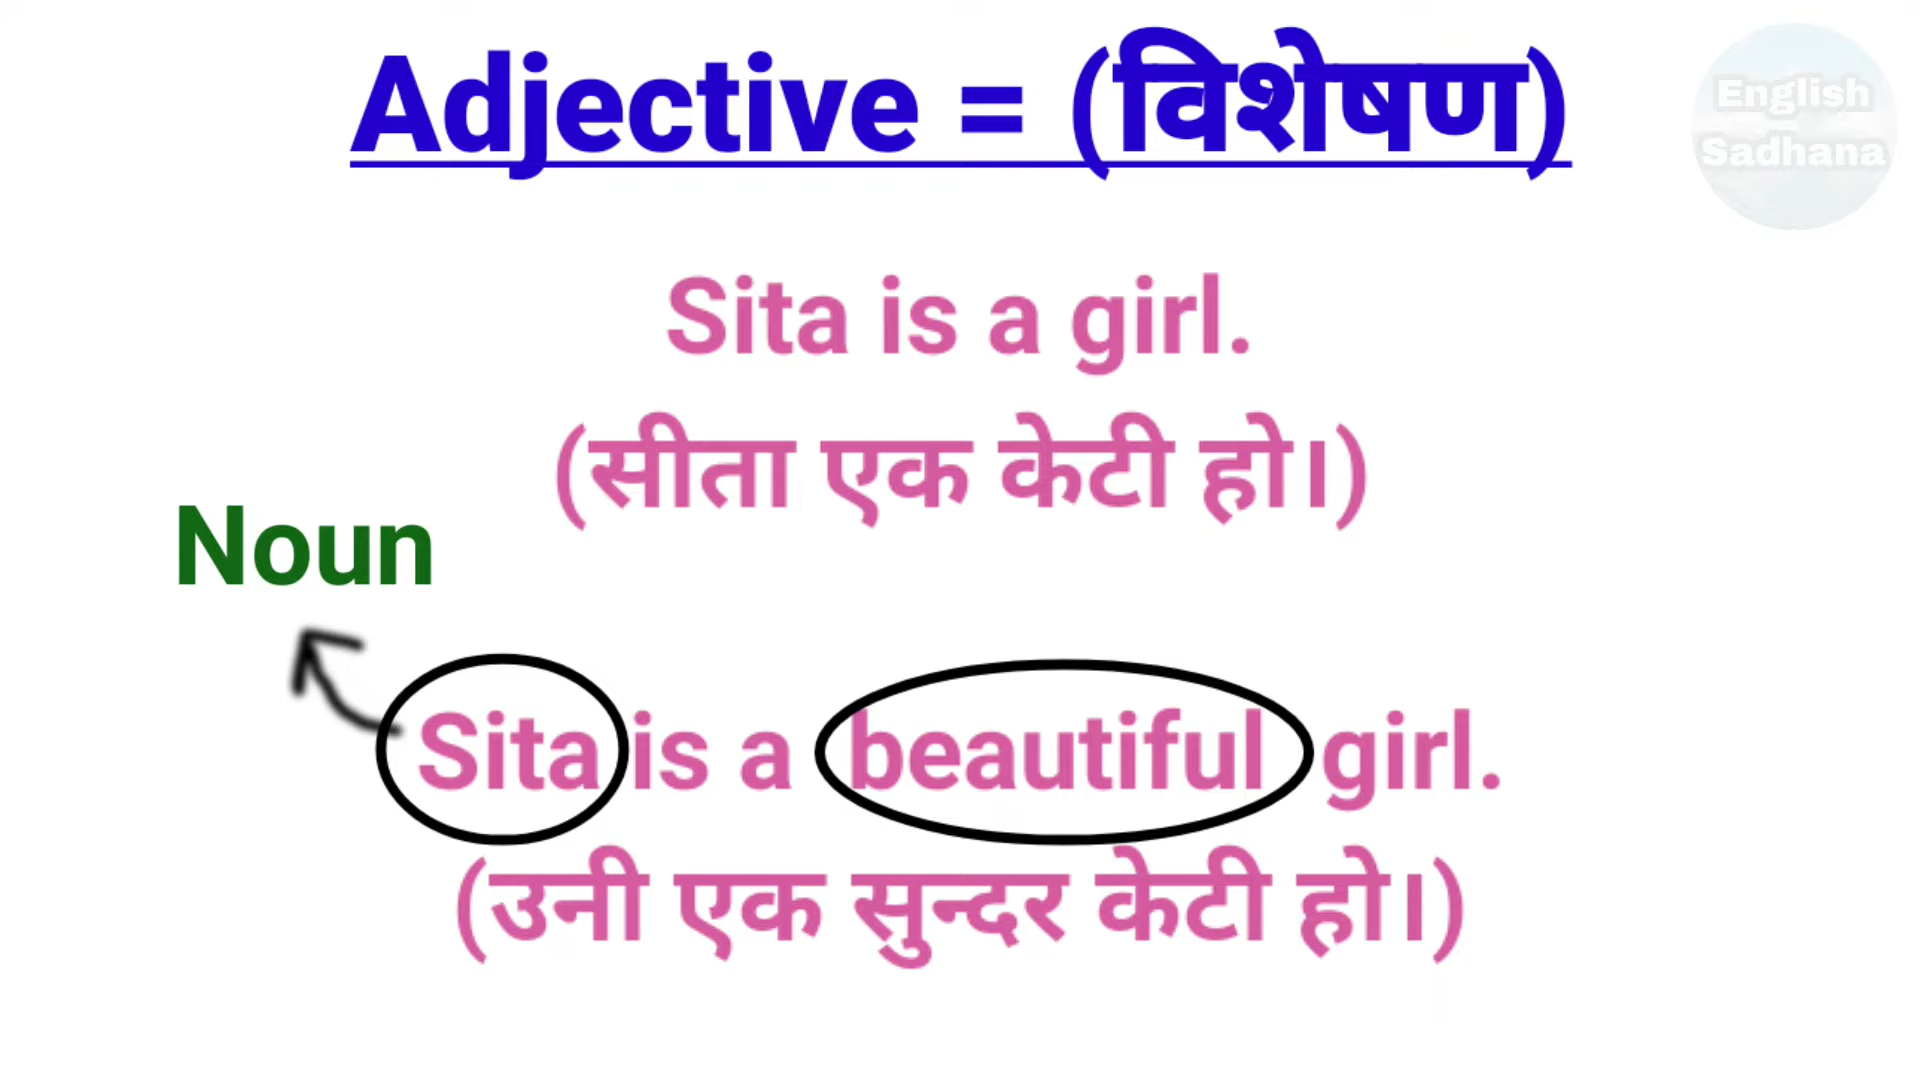 Adjective = (विशेषण)
English
Sadhana
Sita is a girl.
(सीता एक केटी हो।)
Noun
Sita is a beautiful girl.
(उनी एक सुन्दर केटी हो।)